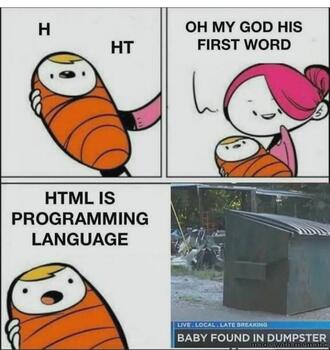 H
HT
OH MY GOD HIS
FIRST WORD
HTML IS
PROGRAMMING
LANGUAGE
LIVE . LOCAL . LATE BREAKING
BABY FOUND IN DUMPSTER